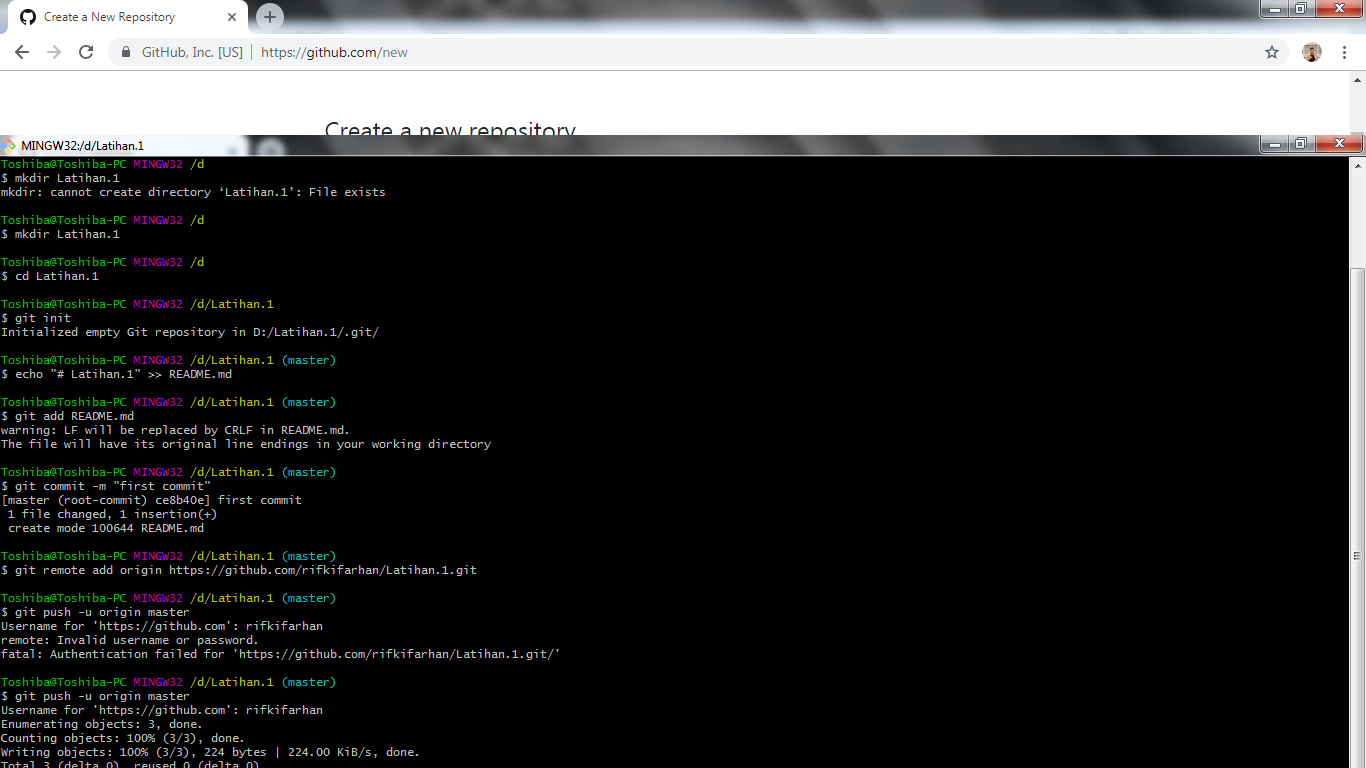 Create a New Repository
GitHub, Inc. [US] | https://github.com/new
Create a new repository
MINGW32:/d/Latihan.1
Toshiba@Toshiba-PC MINGW32 /d
$ mkdir Latihan.1
mkdir: cannot create directory ‘Latihan.1’: File exists
Toshiba@Toshiba-PC MINGW32 /d
$ mkdir Latihan.1
Toshiba@Toshiba-PC MINGW32 /d
$ cd Latihan.1
Toshiba@Toshiba-PC MINGW32 /d/Latihan.1
$ git init
Initialized empty Git repository in D:/Latihan.1/.git/
Toshiba@Toshiba-PC MINGW32 /d/Latihan.1 (master)
$ echo "# Latihan.1" >> README.md
Toshiba@Toshiba-PC MINGW32 /d/Latihan.1 (master)
$ git add README.md
warning: LF will be replaced by CRLF in README.md.
The file will have its original line endings in your working directory
Toshiba@Toshiba-PC MINGW32 /d/Latihan.1 (master)
$ git commit -m "first commit"
[master (root-commit) ce8b40e] first commit
 1 file changed, 1 insertion(+)
 create mode 100644 README.md
Toshiba@Toshiba-PC MINGW32 /d/Latihan.1 (master)
$ git remote add origin https://github.com/rifkifarhan/Latihan.1.git
Toshiba@Toshiba-PC MINGW32 /d/Latihan.1 (master)
$ git push -u origin master
Username for 'https://github.com': rifkifarhan
remote: Invalid username or password.
fatal: Authentication failed for 'https://github.com/rifkifarhan/Latihan.1.git/'
Toshiba@Toshiba-PC MINGW32 /d/Latihan.1 (master)
$ git push -u origin master
Username for 'https://github.com': rifkifarhan
Enumerating objects: 3, done.
Counting objects: 100% (3/3), done.
Writing objects: 100% (3/3), 224 bytes | 224.00 KiB/s, done.
Total 3 (delta 0), reused 0 (delta 0)